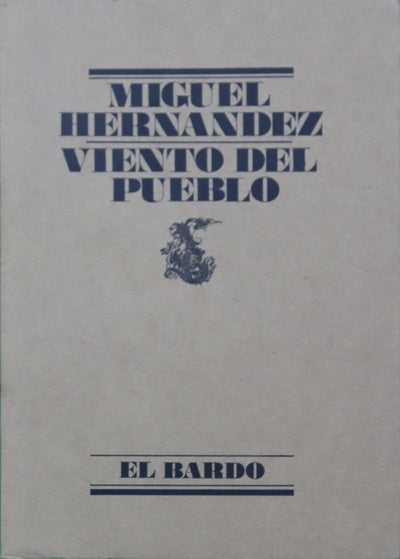 MIGUEL
HERNANDEZ
VIENTO DEL
PUEBLO
EL BARDO